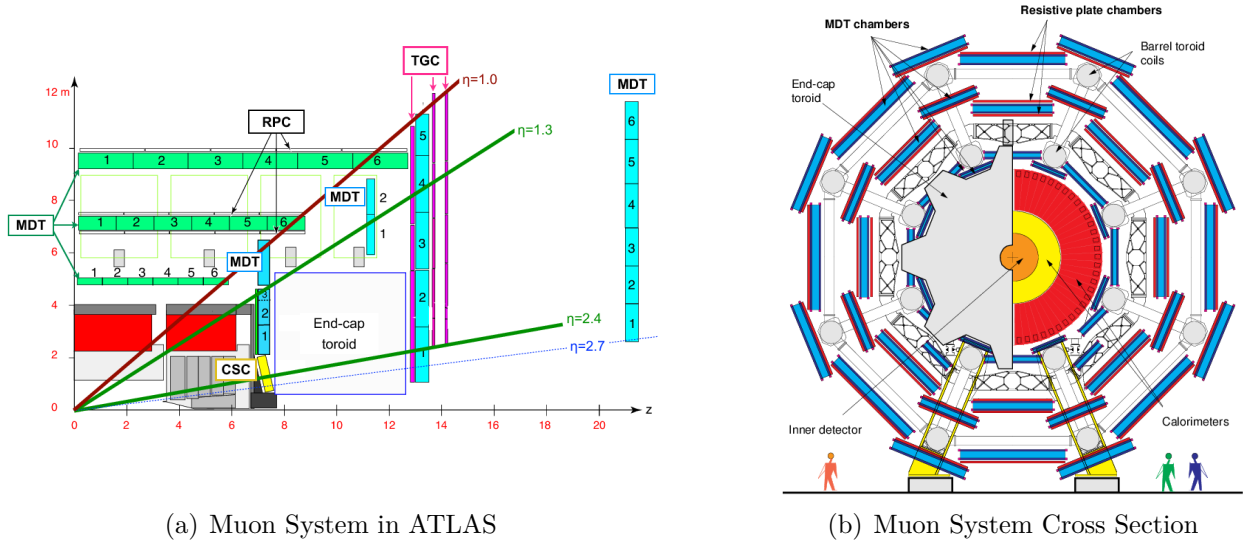 TGC
MDT
η=1.0
12 m
RPC
η=1.3
10
1 2 3 4 5 6
8
MDT
2
1
MDT
1 2 3 4 5 6
6
MDT
1 2 3 4 5 6
4
3
2
1
End-cap
toroid
2
CSC
0
η=2.4
η=2.7
5
4
3
2
1
6
5
4
3
2
1
0 2 4 6 8 10 12 14 16 18 20
z
(a) Muon System in ATLAS
Resistive plate chambers
MDT chambers
Barrel toroid
coils
End-cap
toroid
Inner detector
Calorimeters
(b) Muon System Cross Section